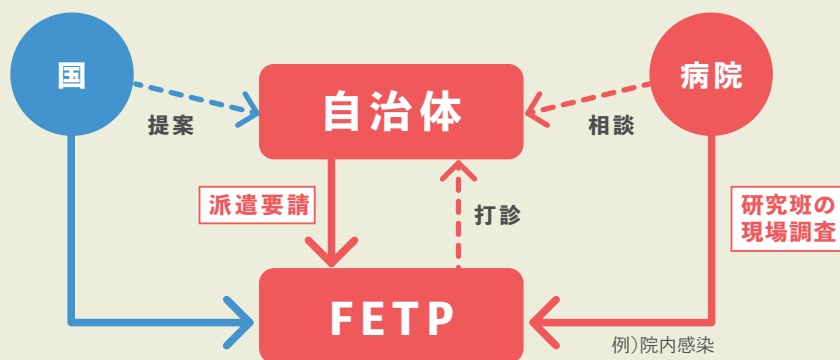 国
自治体
病院
提案
相談
派遣要請
打診
研究班の
現場調査
FETP
例）院内感染